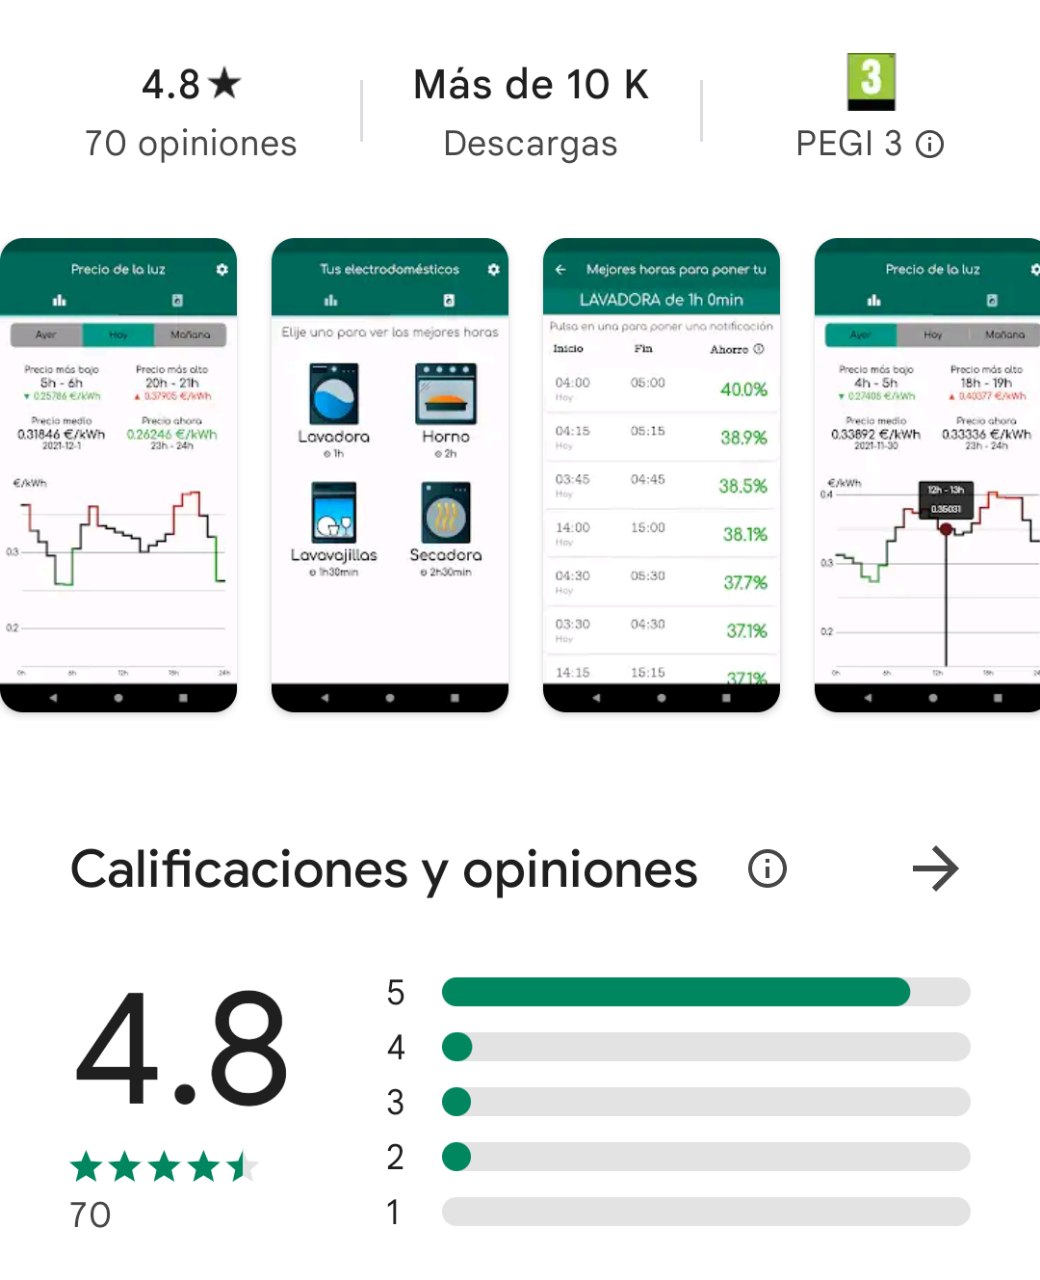 4.8★
Más de 10 K
3
70 opiniones
Descargas
PEGI 3
Precio de la luz
Ayer Hoy Mañana
Precio más bajo
5h - 6h
▼ 0.25786 €/kWh
Precio más alto
20h - 21h
▲ 0.37905 €/kWh
Precio medio
0.31846 €/kWh
2021-12-1
Precio ahora
0.26246 €/kWh
23h - 24h
€/kWh
0.3
0.2
0h 6h 12h 18h 24h
Tus electrodomésticos
Elije uno para ver las mejores horas
Lavadora
1h
Horno
2h
Lavavajillas
1h30min
Secadora
2h30min
Mejores horas para poner tu
LAVADORA de 1h 0min
Pulsa en una para poner una notificación
Inicio Fin Ahorro
04:00 05:00 40.0%
Hoy
04:15 05:15 38.9%
Hoy
03:45 04:45 38.5%
Hoy
14:00 15:00 38.1%
Hoy
04:30 05:30 37.7%
Hoy
03:30 04:30 37.1%
Hoy
14:15 15:15 37.1%
Precio de la luz
Ayer Hoy Mañana
Precio más bajo
4h - 5h
▼ 0.27405 €/kWh
Precio más alto
18h - 19h
▲ 0.40377 €/kWh
Precio medio
0.33892 €/kWh
2021-11-30
Precio ahora
0.33336 €/kWh
23h - 24h
€/kWh
12h - 13h
0.35031
0.4
0.3
0.2
0h 6h 12h 18h 24
Calificaciones y opiniones
4.8
70
5
4
3
2
1